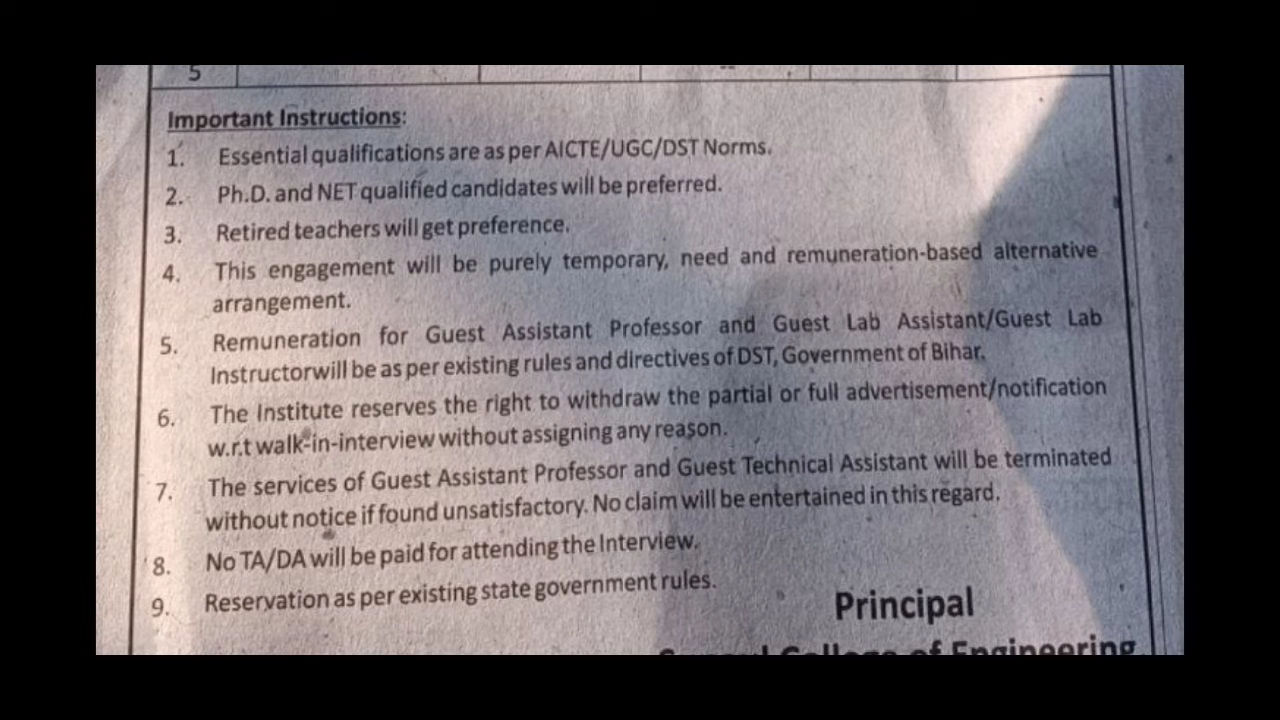 5
Important Instructions:
1. Essential qualifications are as per AICTE/UGC/DST Norms.
2. Ph.D. and NET qualified candidates will be preferred.
3. Retired teachers will get preference.
4. This engagement will be purely temporary, need and remuneration-based alternative
arrangement.
5. Remuneration for Guest Assistant Professor and Guest Lab Assistant/Guest Lab
Instructorwill be as per existing rules and directives of DST, Government of Bihar.
6. The Institute reserves the right to withdraw the partial or full advertisement/notification
w.r.t walk-in-interview without assigning any reason.
7. The services of Guest Assistant Professor and Guest Technical Assistant will be terminated
without notice if found unsatisfactory. No claim will be entertained in this regard.
8. No TA/DA will be paid for attending the Interview.
9. Reservation as per existing state government rules.
Principal
College of Engineering